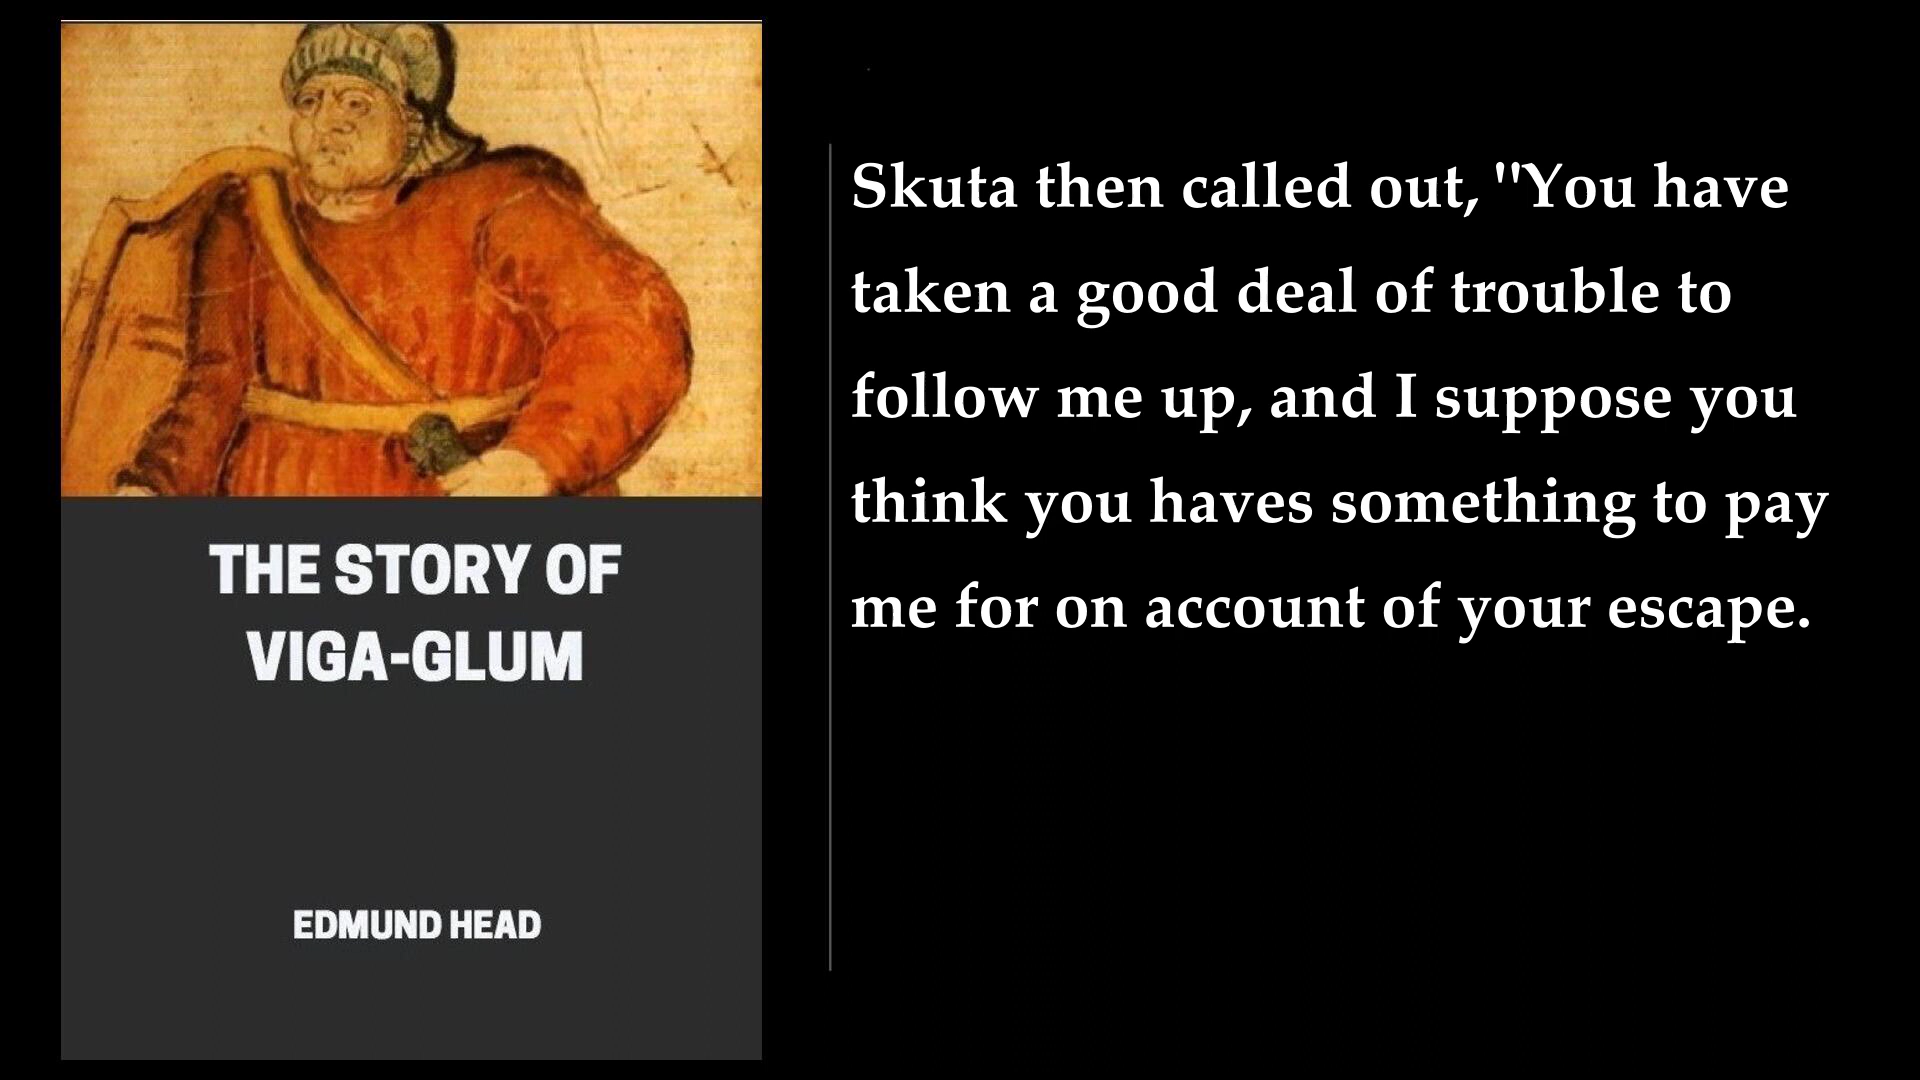 THE STORY OF
VIGA-GLUM
EDMUND HEAD
Skuta then called out, "You have
taken a good deal of trouble to
follow me up, and I suppose you
think you haves something to pay
me for on account of your escape.